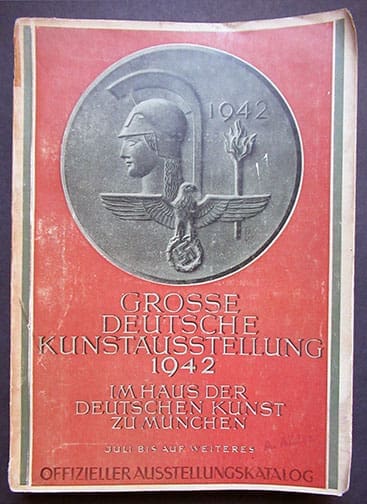 1942
GROSSE
DEUTSCHE
KUNSTAUSSTELLUNG
1942
IM HAUS DER
DEUTSCHEN KUNST
ZU MÜNCHEN
JULI BIS AUF WEITERES
OFFIZIELLER AUSSTELLUNGSKATALOG